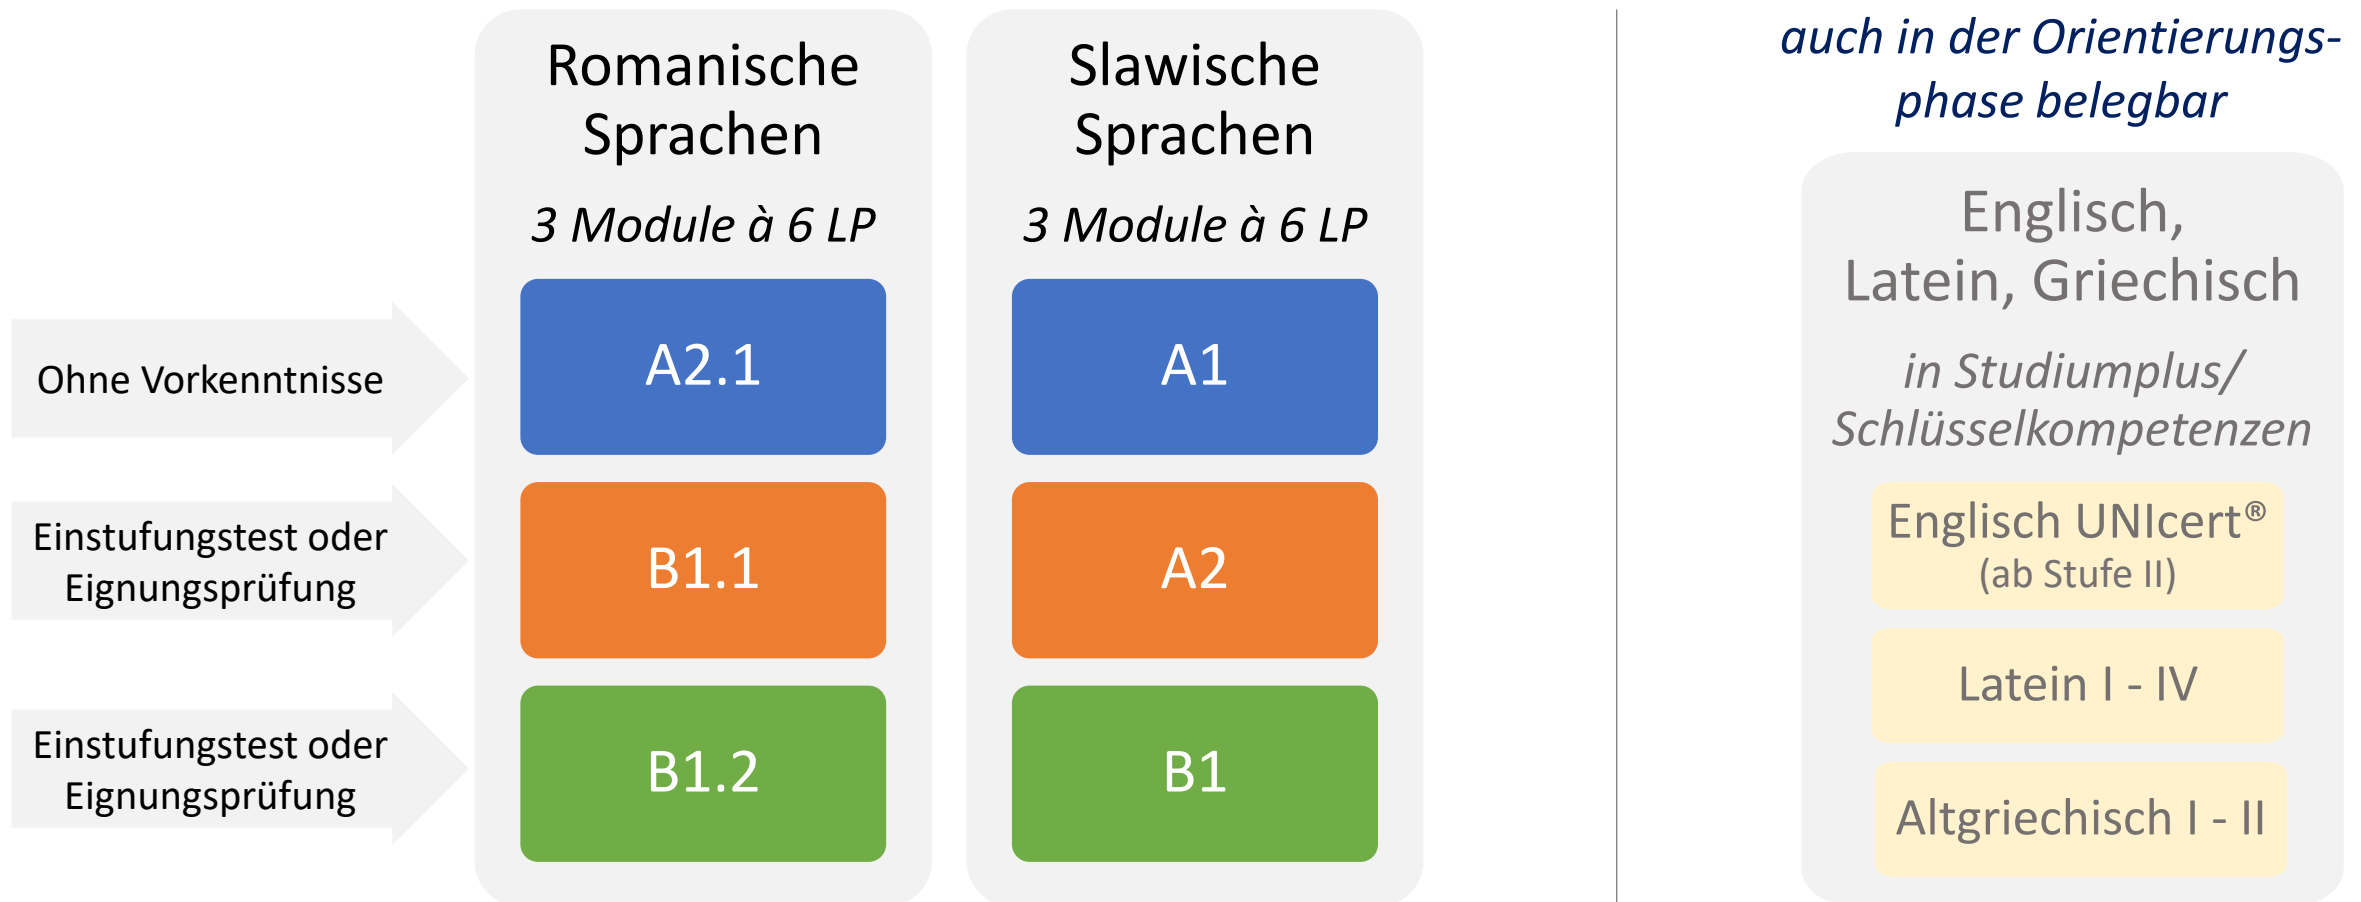 Romanische
Sprachen
3 Module à 6 LP
A2.1
B1.1
B1.2
Slawische
Sprachen
3 Module à 6 LP
A1
A2
B1
Ohne Vorkenntnisse
Einstufungstest oder
Eignungsprüfung
Einstufungstest oder
Eignungsprüfung
auch in der Orientierungs-
phase belegbar
Englisch,
Latein, Griechisch
in Studiumplus/
Schlüsselkompetenzen
Englisch UNIcert®
(ab Stufe II)
Latein I - IV
Altgriechisch I - II